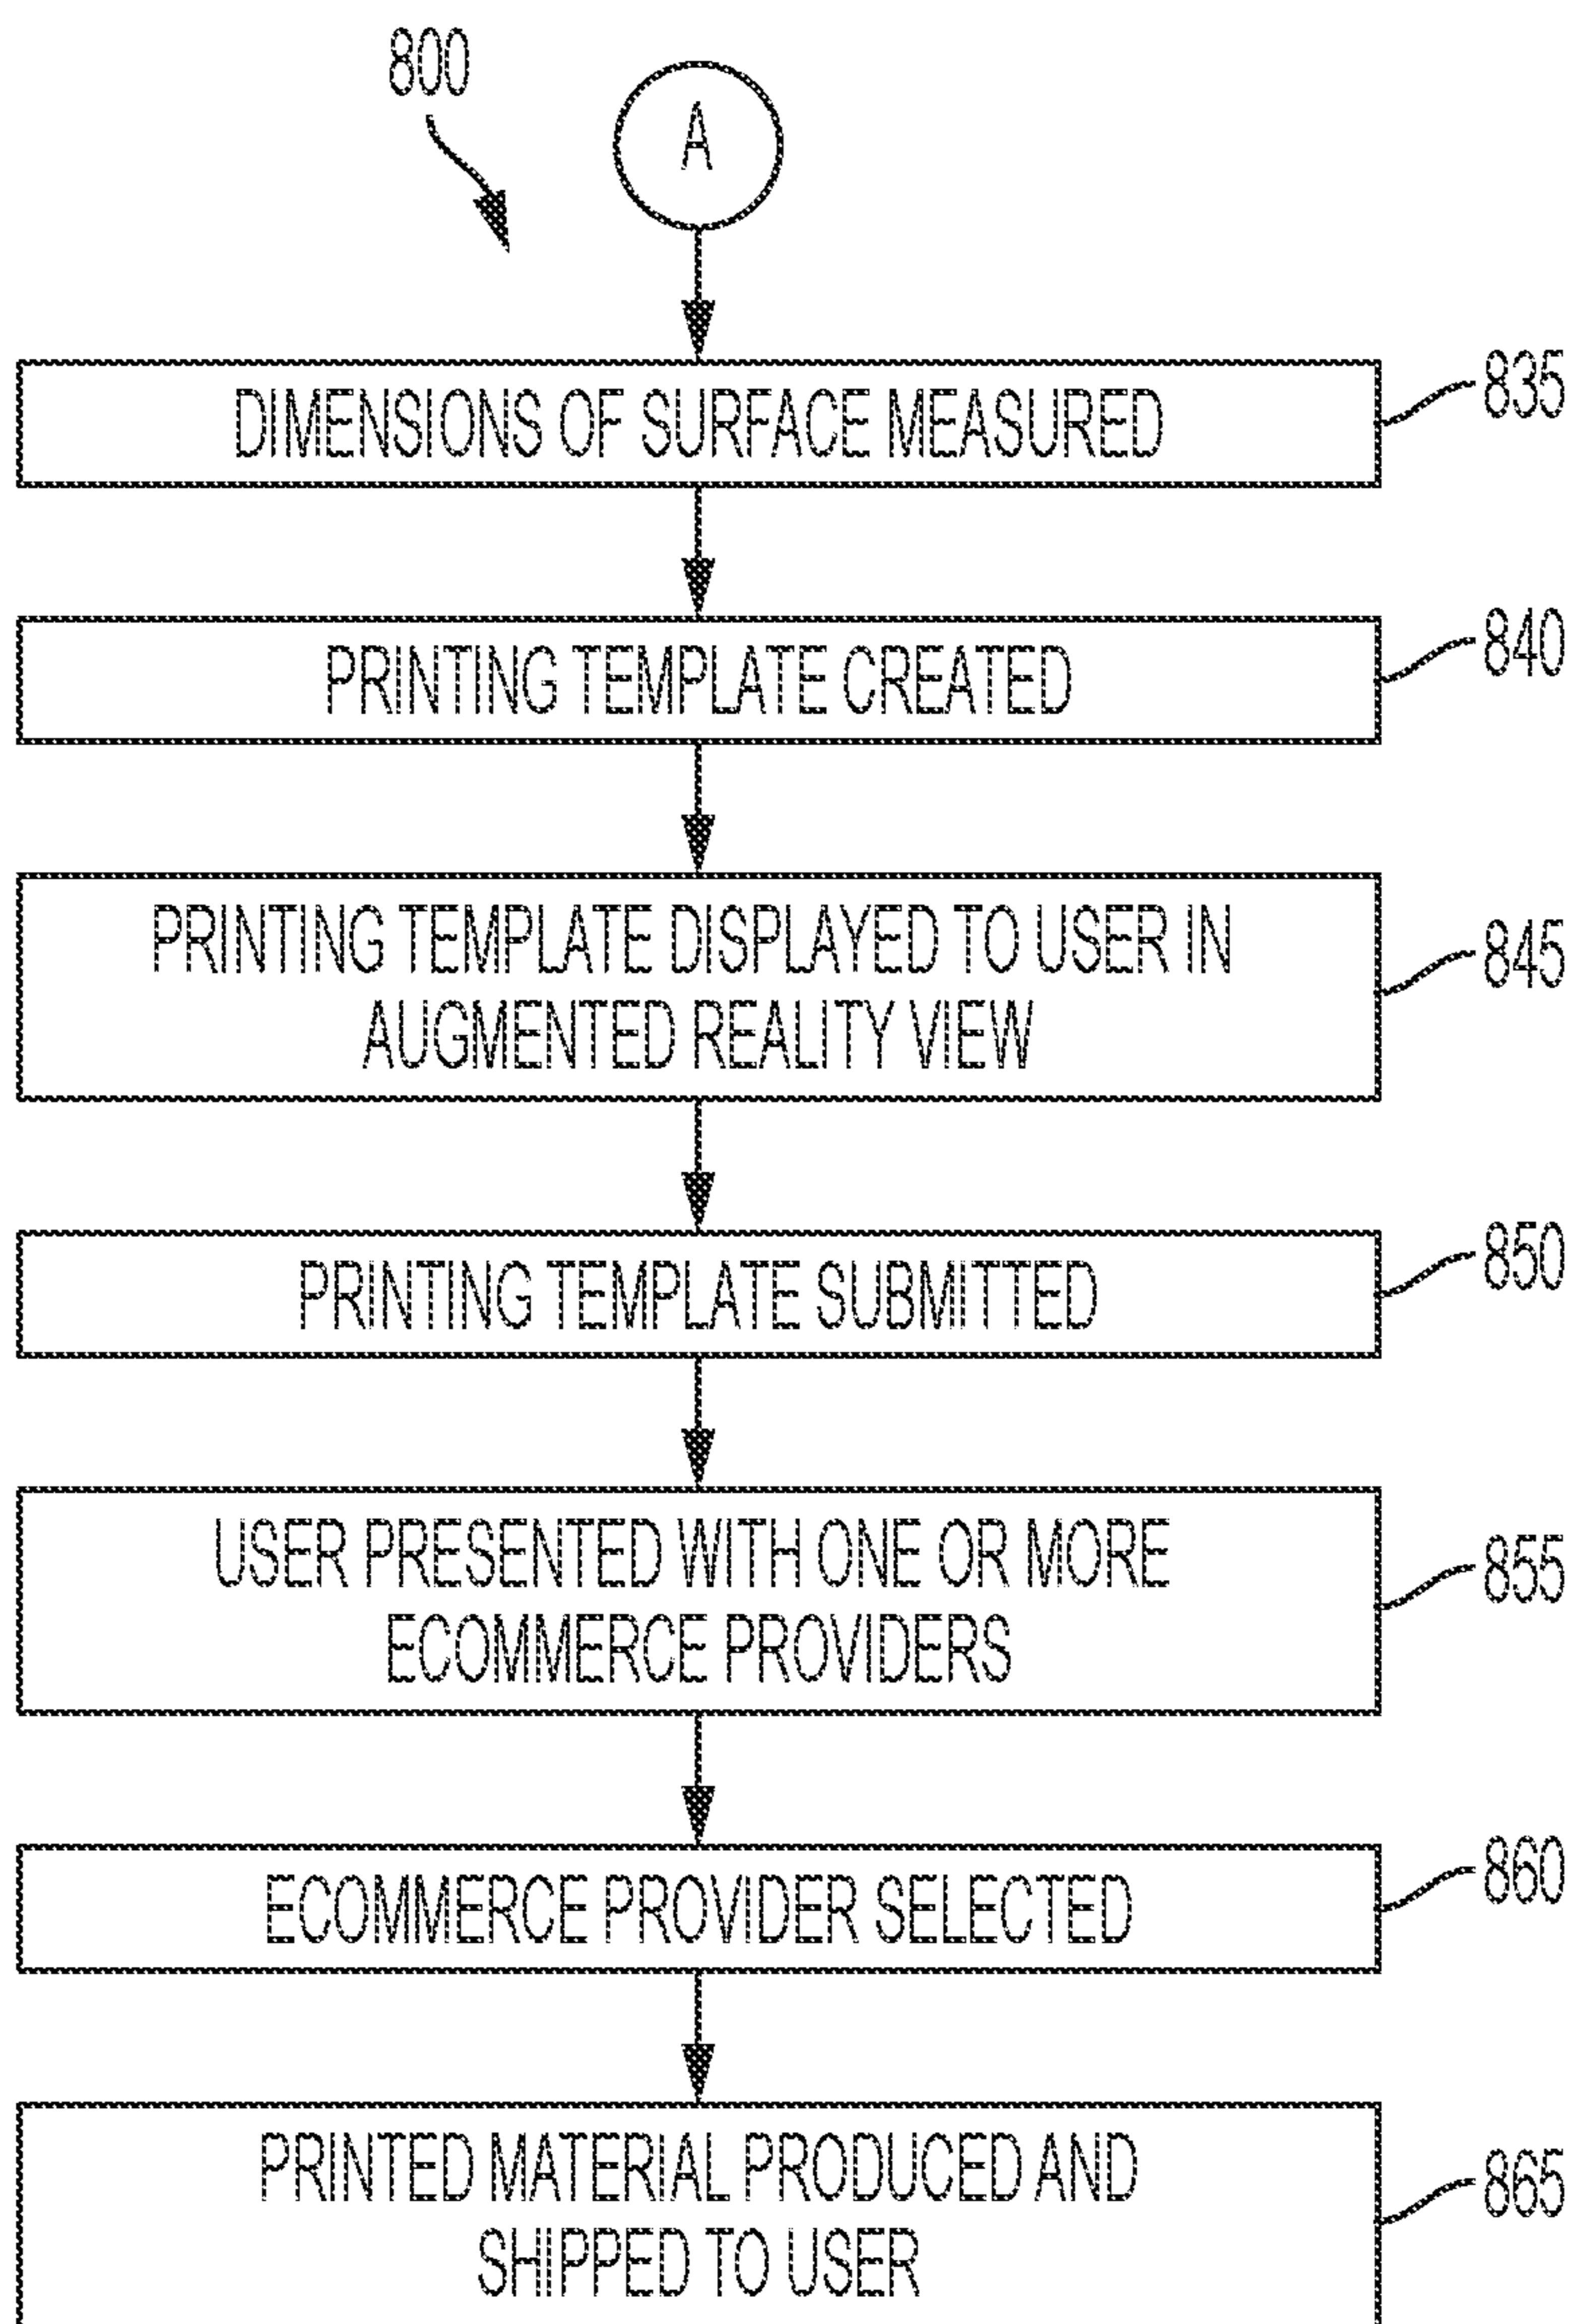 800
A
DIMENSIONS OF SURFACE MEASURED
835
PRINTING TEMPLATE CREATED
840
PRINTING TEMPLATE DISPLAYED TO USER IN
AUGMENTED REALITY VIEW
845
PRINTING TEMPLATE SUBMITTED
850
USER PRESENTED WITH ONE OR MORE
ECOMMERCE PROVIDERS
855
ECOMMERCE PROVIDER SELECTED
860
PRINTED MATERIAL PRODUCED AND
SHIPPED TO USER
865